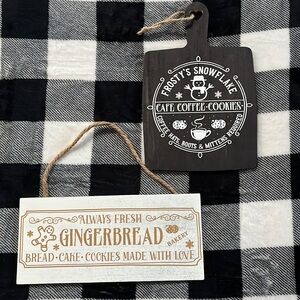 FROSTY'S SNOWFLAKE
CAFE COFFEE·COOKIES
COFFEE, HATS, BOOTS & MITTENS REQUIRED
ALWAYS FRESH
GINGERBREAD
BAKERY
BREAD·CAKE·COOKIES MADE WITH LOVE